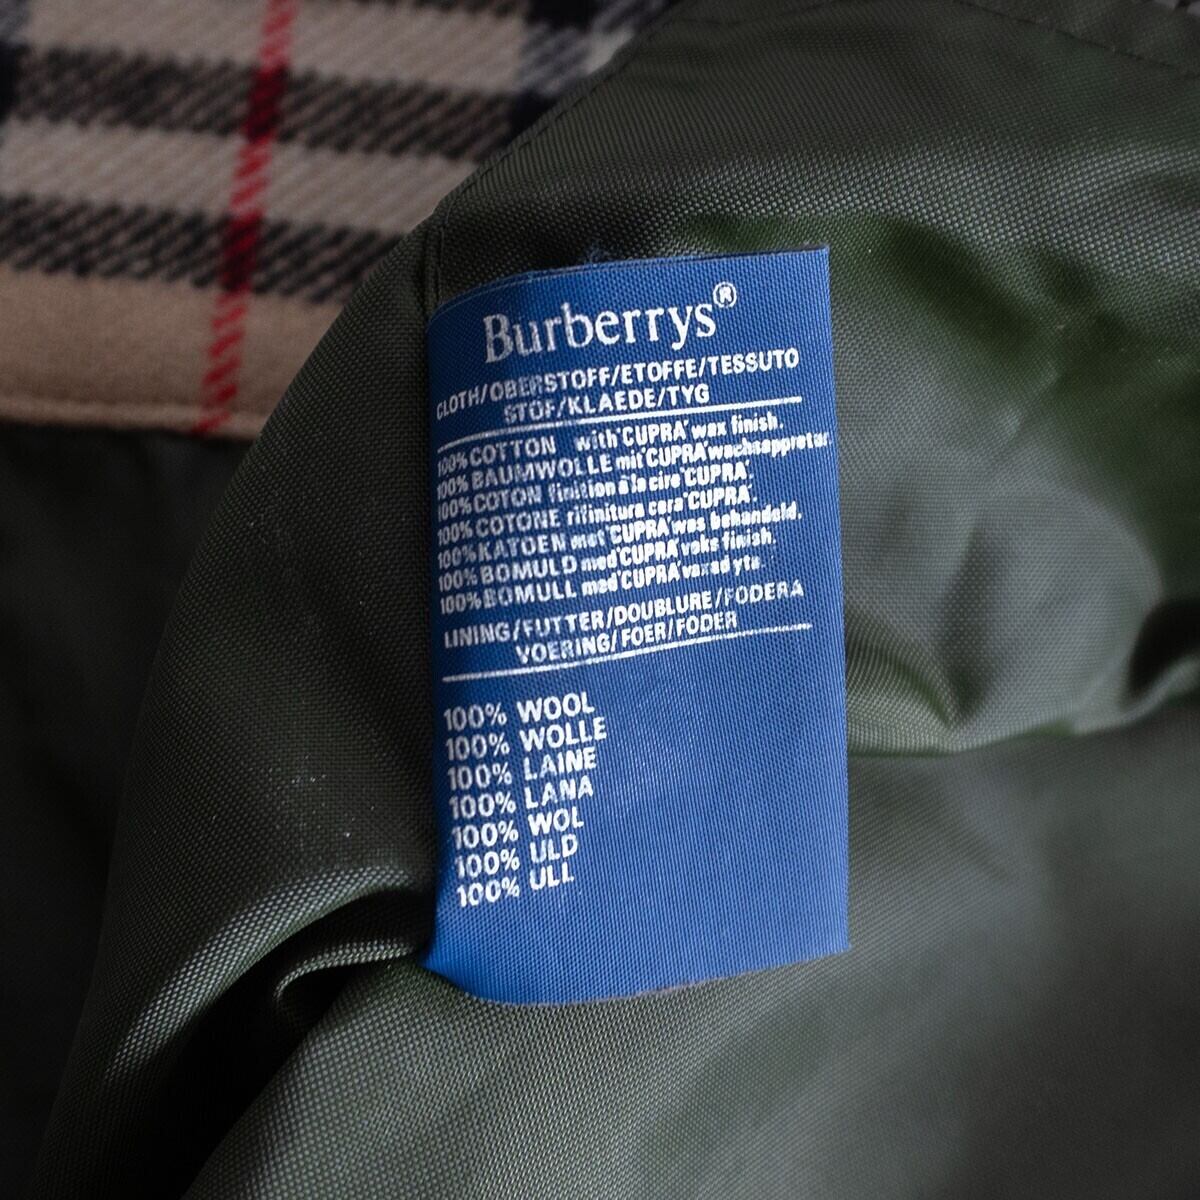 Burberrys®
CLOTH/OBERSTOFF/ETOFFE/TESSUTO
STOF/KLAEDE/TYG
100% COTTON with 'CUPRA' wax finish.
100% BAUMWOLLE mit 'CUPRA' wachsappretur
100% COTON finition à la cire 'CUPRA'.
100% COTONE rifinitura cera 'CUPRA'.
100% KATOEN met 'CUPRA' was behandeld.
100% BOMULD med 'CUPRA' voks finish.
100% BOMULL med 'CUPRA' vaxad yta.
LINING/FUTTER/DOUBLURE/FODERA
VOERING/FOER/FODER
100% WOOL
100% WOLLE
100% LAINE
100% LANA
100% WOL
100% ULD
100% ULL